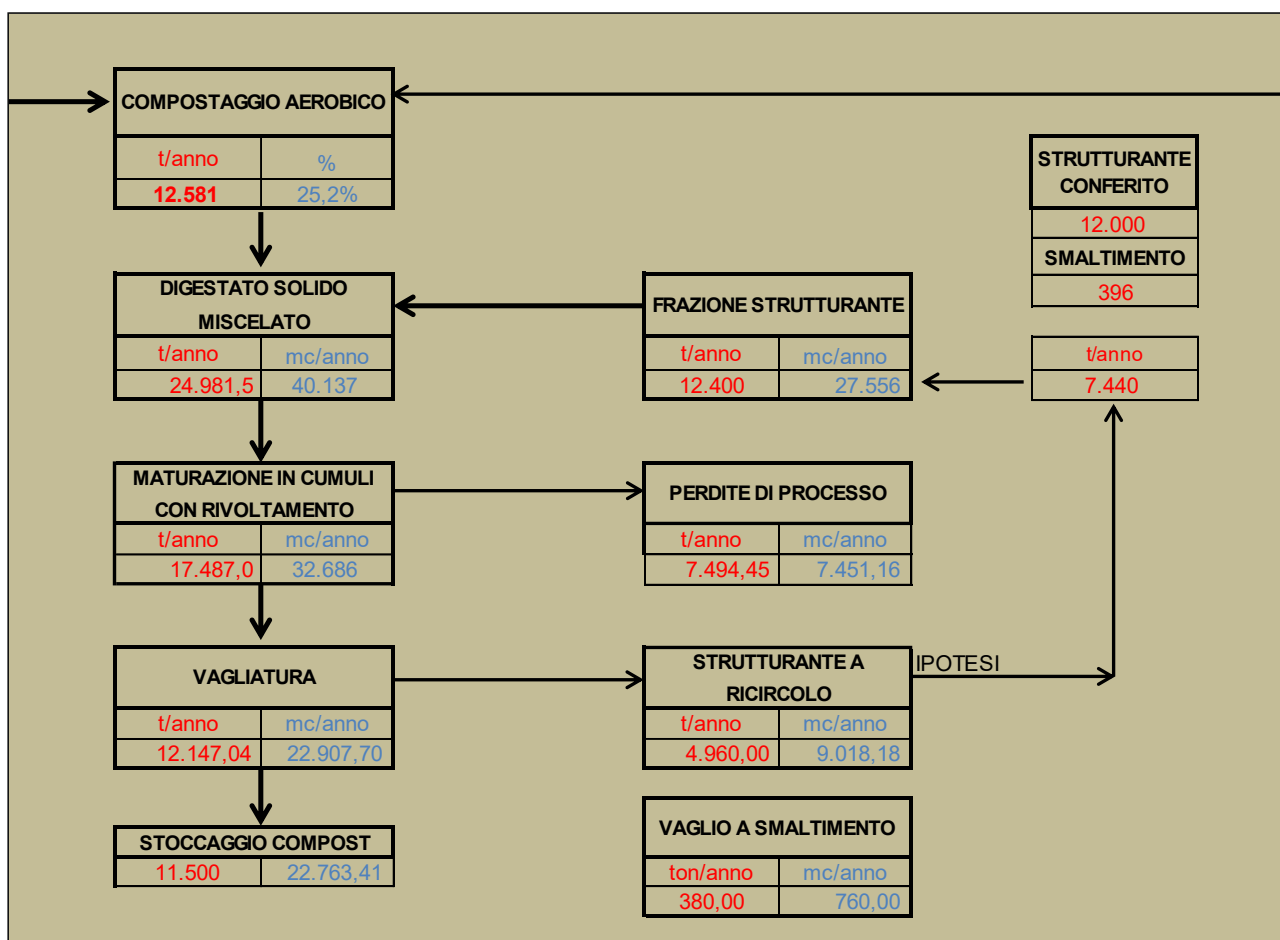 COMPOSTAGGIO AEROBICO
t/anno %
12.581 25,2%
STRUTTURANTE
CONFERITO
12.000
SMALTIMENTO
396
DIGESTATO SOLIDO
MISCELATO
t/anno mc/anno
24.981,5 40.137
FRAZIONE STRUTTURANTE
t/anno mc/anno
12.400 27.556
t/anno
7.440
MATURAZIONE IN CUMULI
CON RIVOLTAMENTO
t/anno mc/anno
17.487,0 32.686
PERDITE DI PROCESSO
t/anno mc/anno
7.494,45 7.451,16
VAGLIATURA
t/anno mc/anno
12.147,04 22.907,70
STRUTTURANTE A
RICIRCOLO
t/anno mc/anno
4.960,00 9.018,18
IPOTESI
STOCCAGGIO COMPOST
11.500 22.763,41
VAGLIO A SMALTIMENTO
ton/anno mc/anno
380,00 760,00